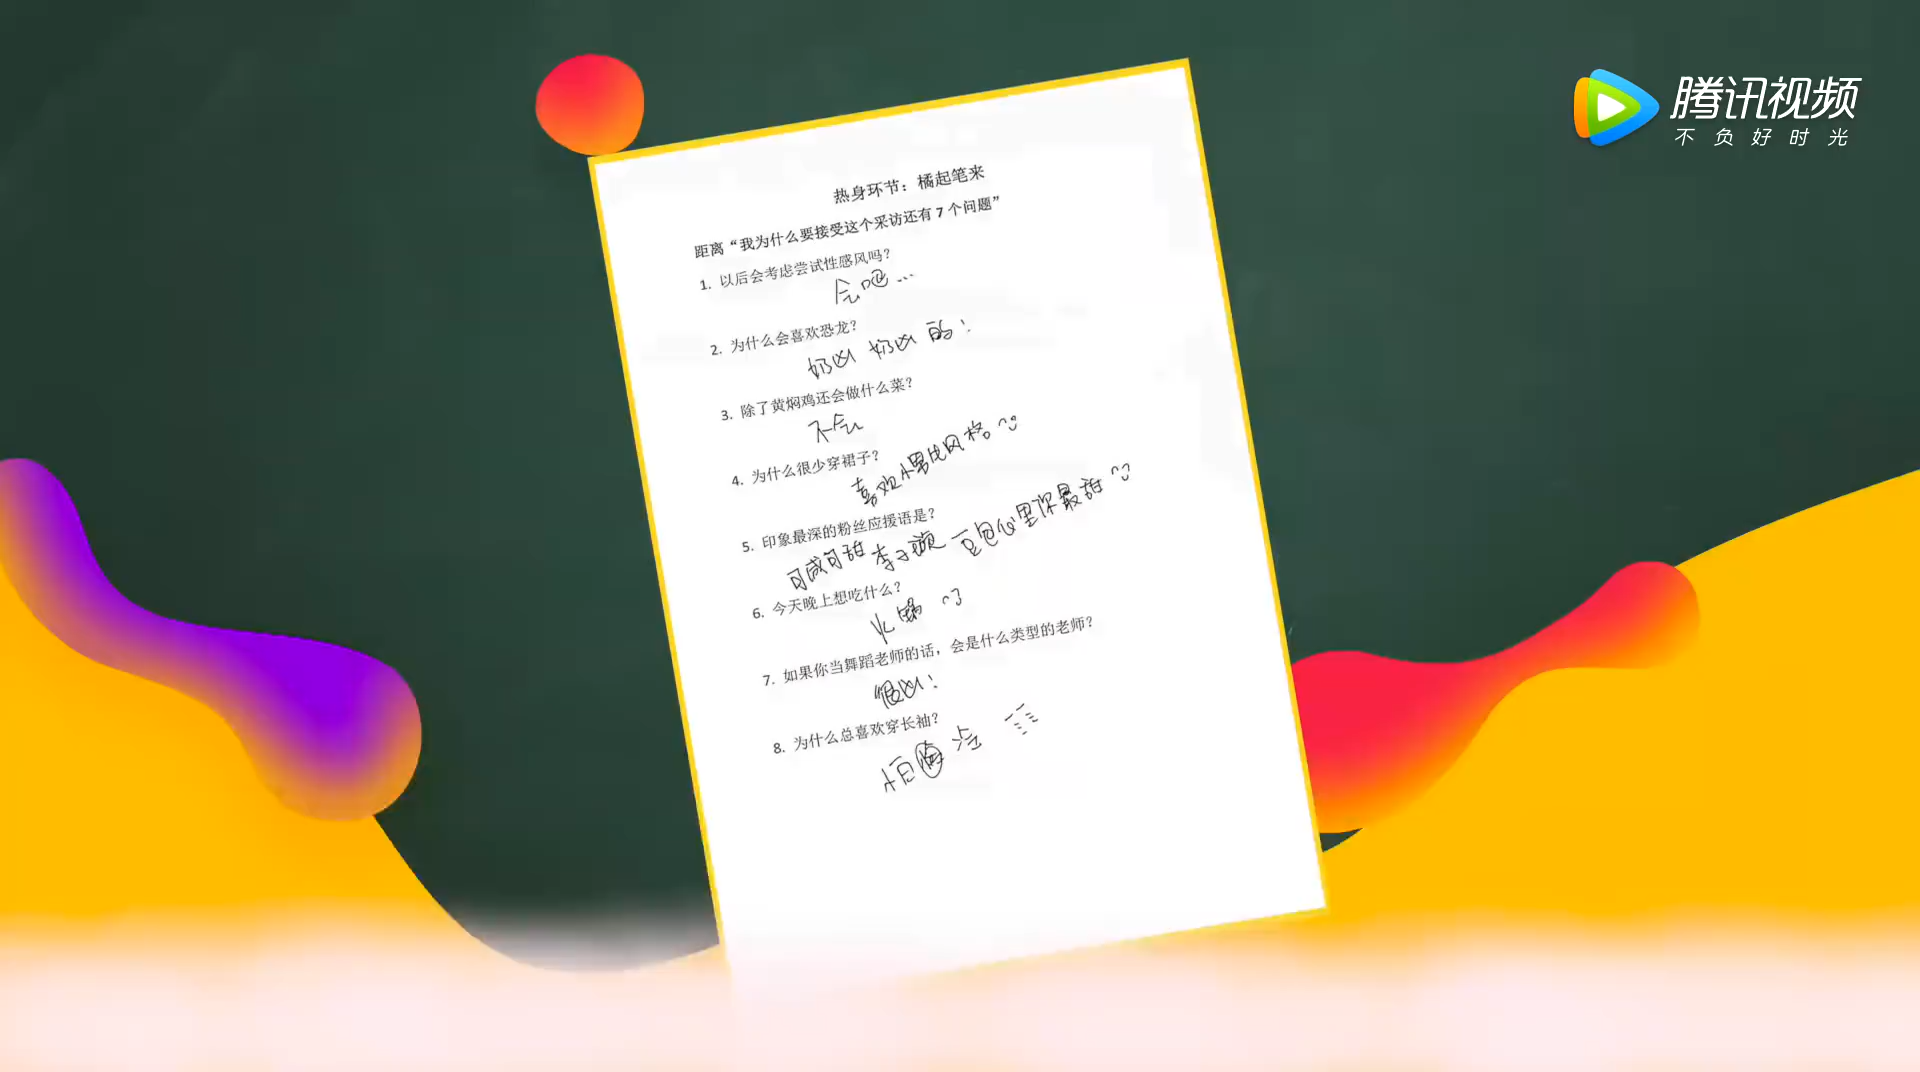 腾讯视频
不负好时光
热身环节：橘起笔来
距离“我为什么要接受这个采访还有 7 个问题”
1. 以后会考虑尝试性感风吗？
会吧…
2. 为什么会喜欢恐龙？
奶凶 奶凶 的！
3. 除了黄焖鸡还会做什么菜？
不会
4. 为什么很少穿裙子？
喜欢小男孩风格。
5. 印象最深的粉丝应援语是？
可咸可甜 李子璇 豆包心里你最甜
6. 今天晚上想吃什么？
火锅
7. 如果你当舞蹈老师的话，会是什么类型的老师？
很凶！
8. 为什么总喜欢穿长袖？
怕冷